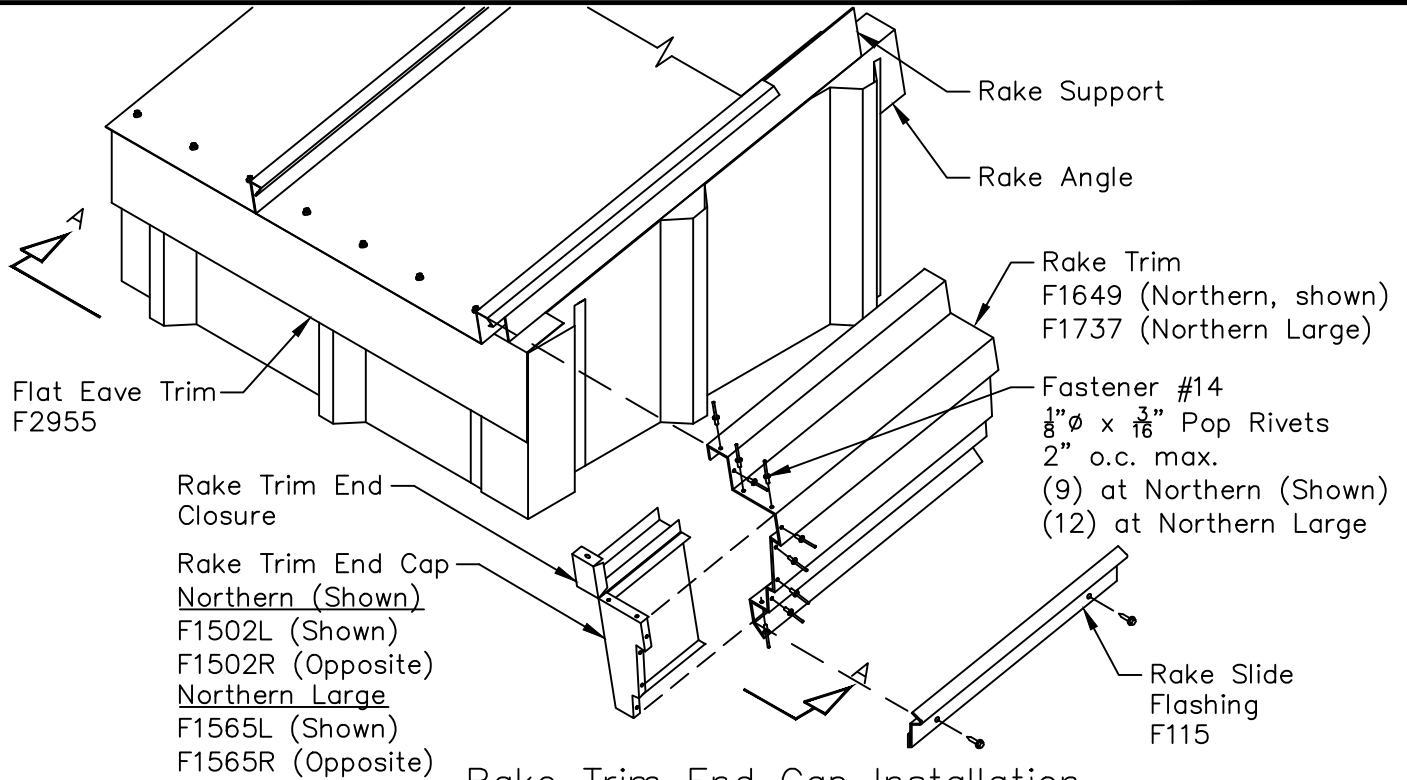 Rake Support
Rake Angle
A
Rake Trim
F1649 (Northern, shown)
F1737 (Northern Large)
Flat Eave Trim
F2955
Fastener #14
1/8"ø x 3/16" Pop Rivets
2" o.c. max.
(9) at Northern (Shown)
(12) at Northern Large
Rake Trim End
Closure
Rake Trim End Cap
Northern (Shown)
F1502L (Shown)
F1502R (Opposite)
Northern Large
F1565L (Shown)
F1565R (Opposite)
A
Rake Slide
Flashing
F115
Rake Trim End Cap Installation